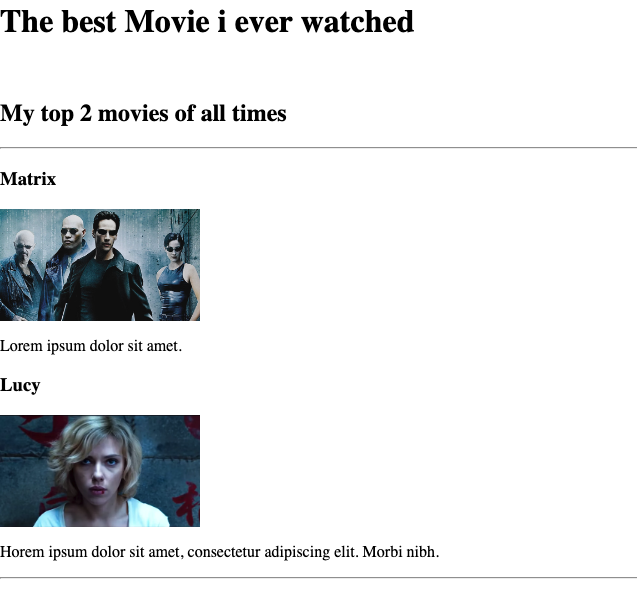 The best Movie i ever watched
My top 2 movies of all times
Matrix
Lorem ipsum dolor sit amet.
Lucy
Horem ipsum dolor sit amet, consectetur adipiscing elit. Morbi nibh.